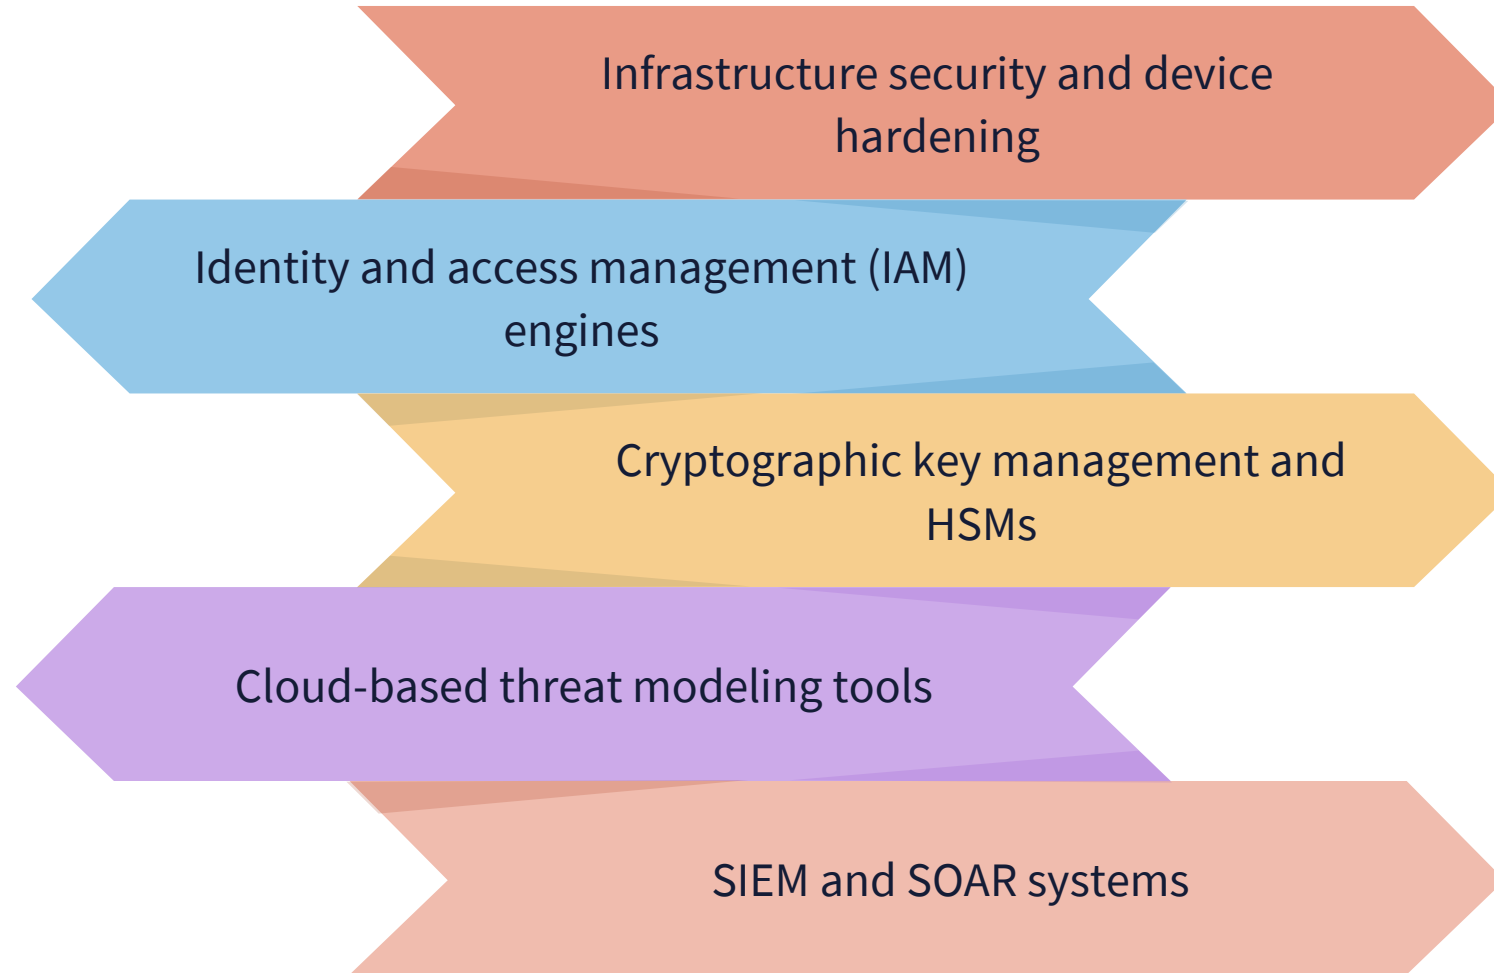 Infrastructure security and device
hardening
Identity and access management (IAM)
engines
Cryptographic key management and
HSMs
Cloud-based threat modeling tools
SIEM and SOAR systems